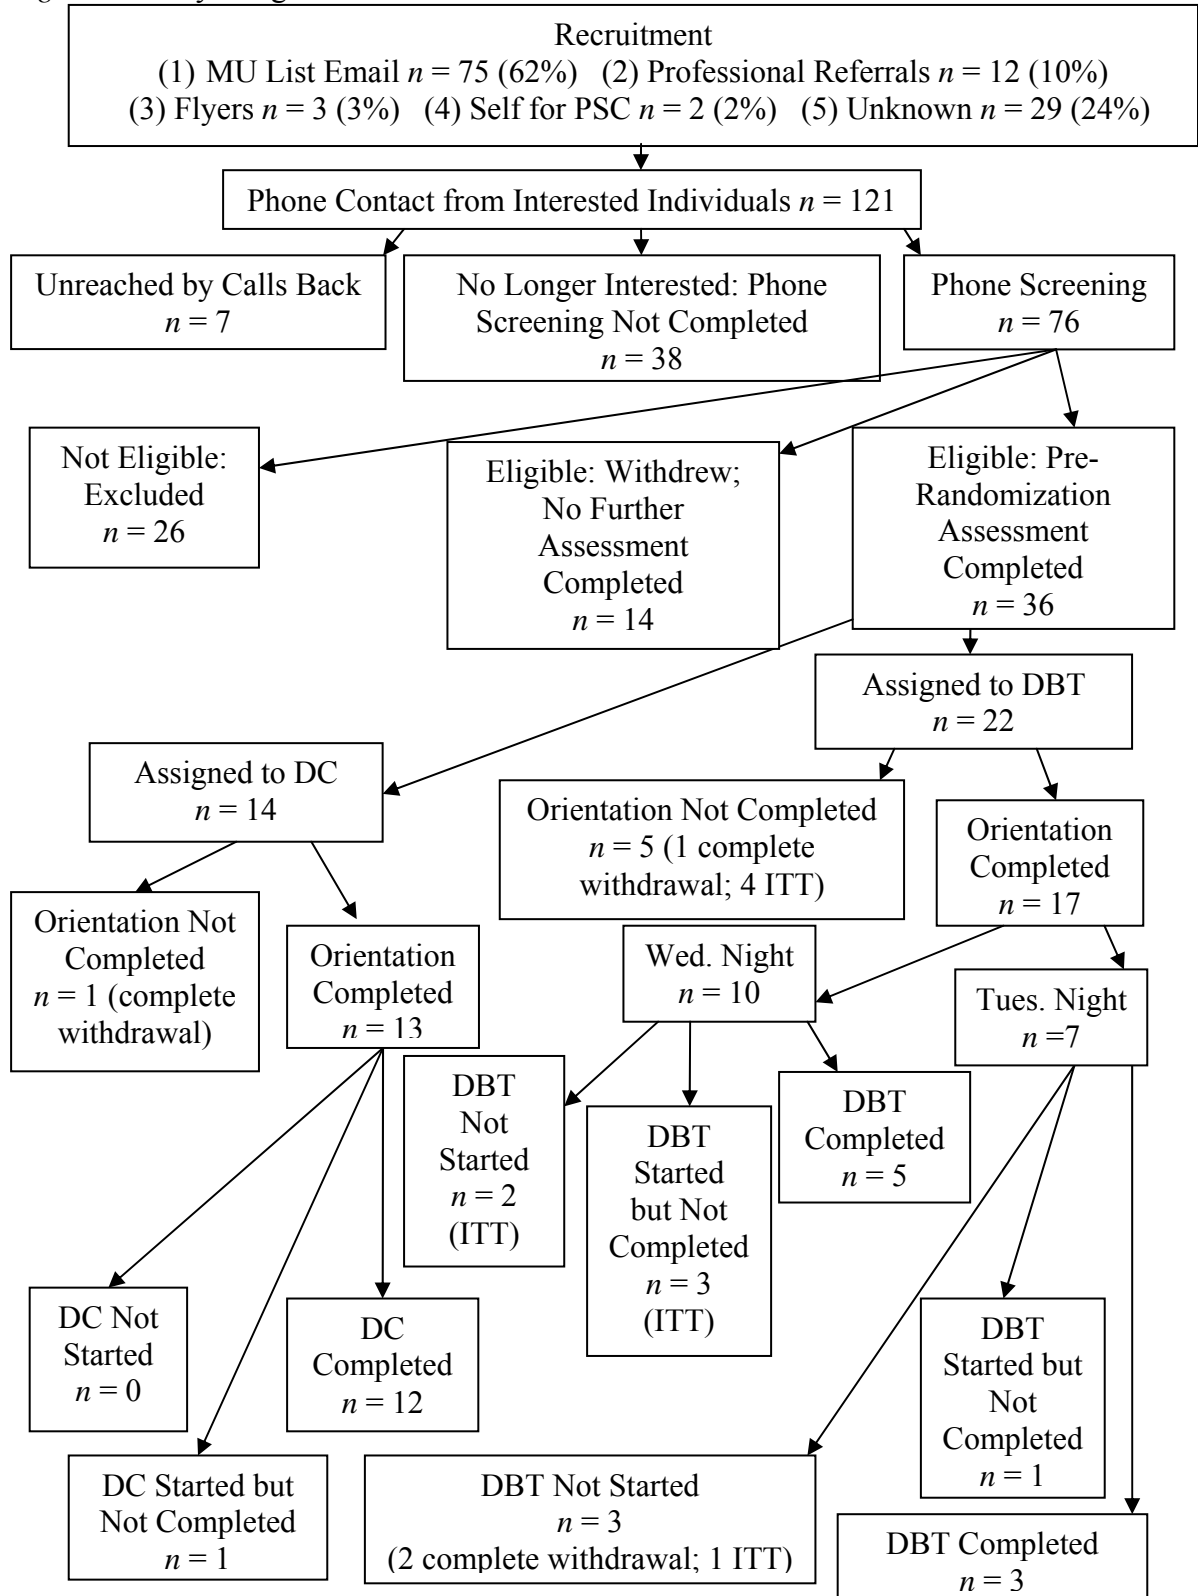 Recruitment
(1) MU List Email n = 75 (62%) (2) Professional Referrals n = 12 (10%)
(3) Flyers n = 3 (3%) (4) Self for PSC n = 2 (2%) (5) Unknown n = 29 (24%)
Phone Contact from Interested Individuals n = 121
Unreached by Calls Back
n = 7
No Longer Interested: Phone
Screening Not Completed
n = 38
Phone Screening
n = 76
Not Eligible:
Excluded
n = 26
Eligible: Withdrew;
No Further
Assessment
Completed
n = 14
Eligible: Pre-
Randomization
Assessment
Completed
n = 36
Assigned to DBT
n = 22
Assigned to DC
n = 14
Orientation Not Completed
n = 5 (1 complete
withdrawal; 4 ITT)
Orientation
Completed
n = 17
Orientation Not
Completed
n = 1 (complete
withdrawal)
Orientation
Completed
n = 13
Wed. Night
n = 10
Tues. Night
n =7
DBT
Not
Started
n = 2
(ITT)
DBT
Started
but Not
Completed
n = 3
(ITT)
DBT
Completed
n = 5
DC Not
Started
n = 0
DC
Completed
n = 12
DBT
Started but
Not
Completed
n = 1
DC Started but
Not Completed
n = 1
DBT Not Started
n = 3
(2 complete withdrawal; 1 ITT)
DBT Completed
n = 3